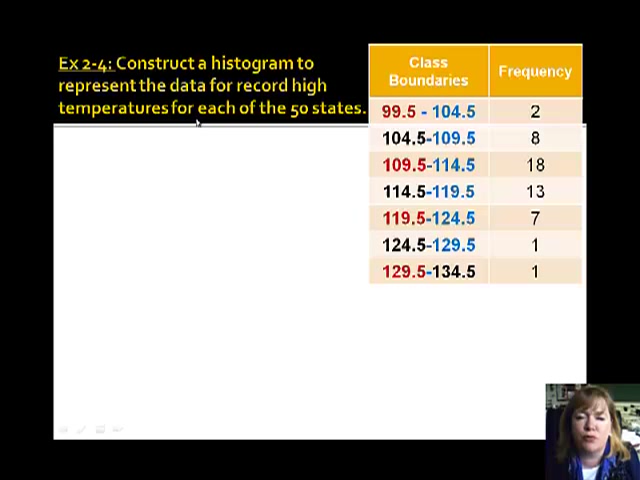 Ex 2-4: Construct a histogram to
represent the data for record high
temperatures for each of the 50 states.
Class Boundaries Frequency
99.5 - 104.5 2
104.5-109.5 8
109.5-114.5 18
114.5-119.5 13
119.5-124.5 7
124.5-129.5 1
129.5-134.5 1